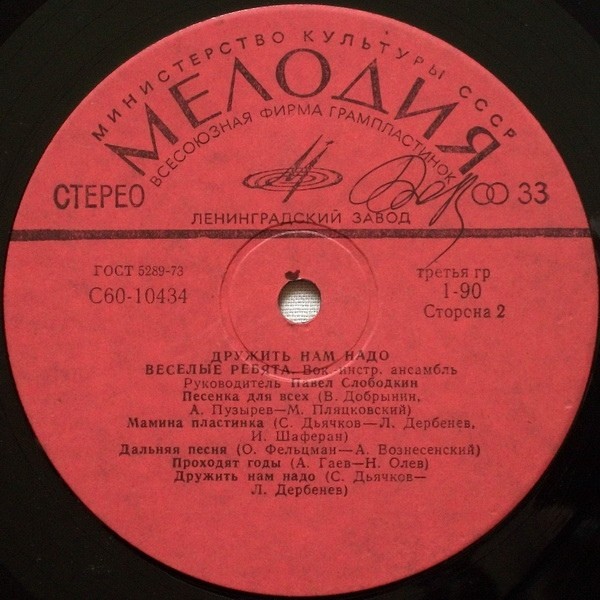 МИНИСТЕРСТВО КУЛЬТУРЫ СССР
МЕЛОДИЯ
ВСЕСОЮЗНАЯ ФИРМА ГРАМПЛАСТИНОК
СТЕРЕО
33
ЛЕНИНГРАДСКИЙ ЗАВОД
ГОСТ 5289-73
третья гр
С60-10434
1-90
Сторона 2
ДРУЖИТЬ НАМ НАДО
ВЕСЕЛЫЕ РЕБЯТА. Вок.-инстр. ансамбль
Руководитель Павел Слободкин
Песенка для всех (В. Добрынин,
А. Пузырев—М. Пляцковский)
Мамина пластинка (С. Дьячков—Л. Дербенев,
И. Шаферан)
Дальняя песня (О. Фельцман—А. Вознесенский)
Проходят годы (А. Гаев—Н. Олев)
Дружить нам надо (С. Дьячков—
Л. Дербенев)